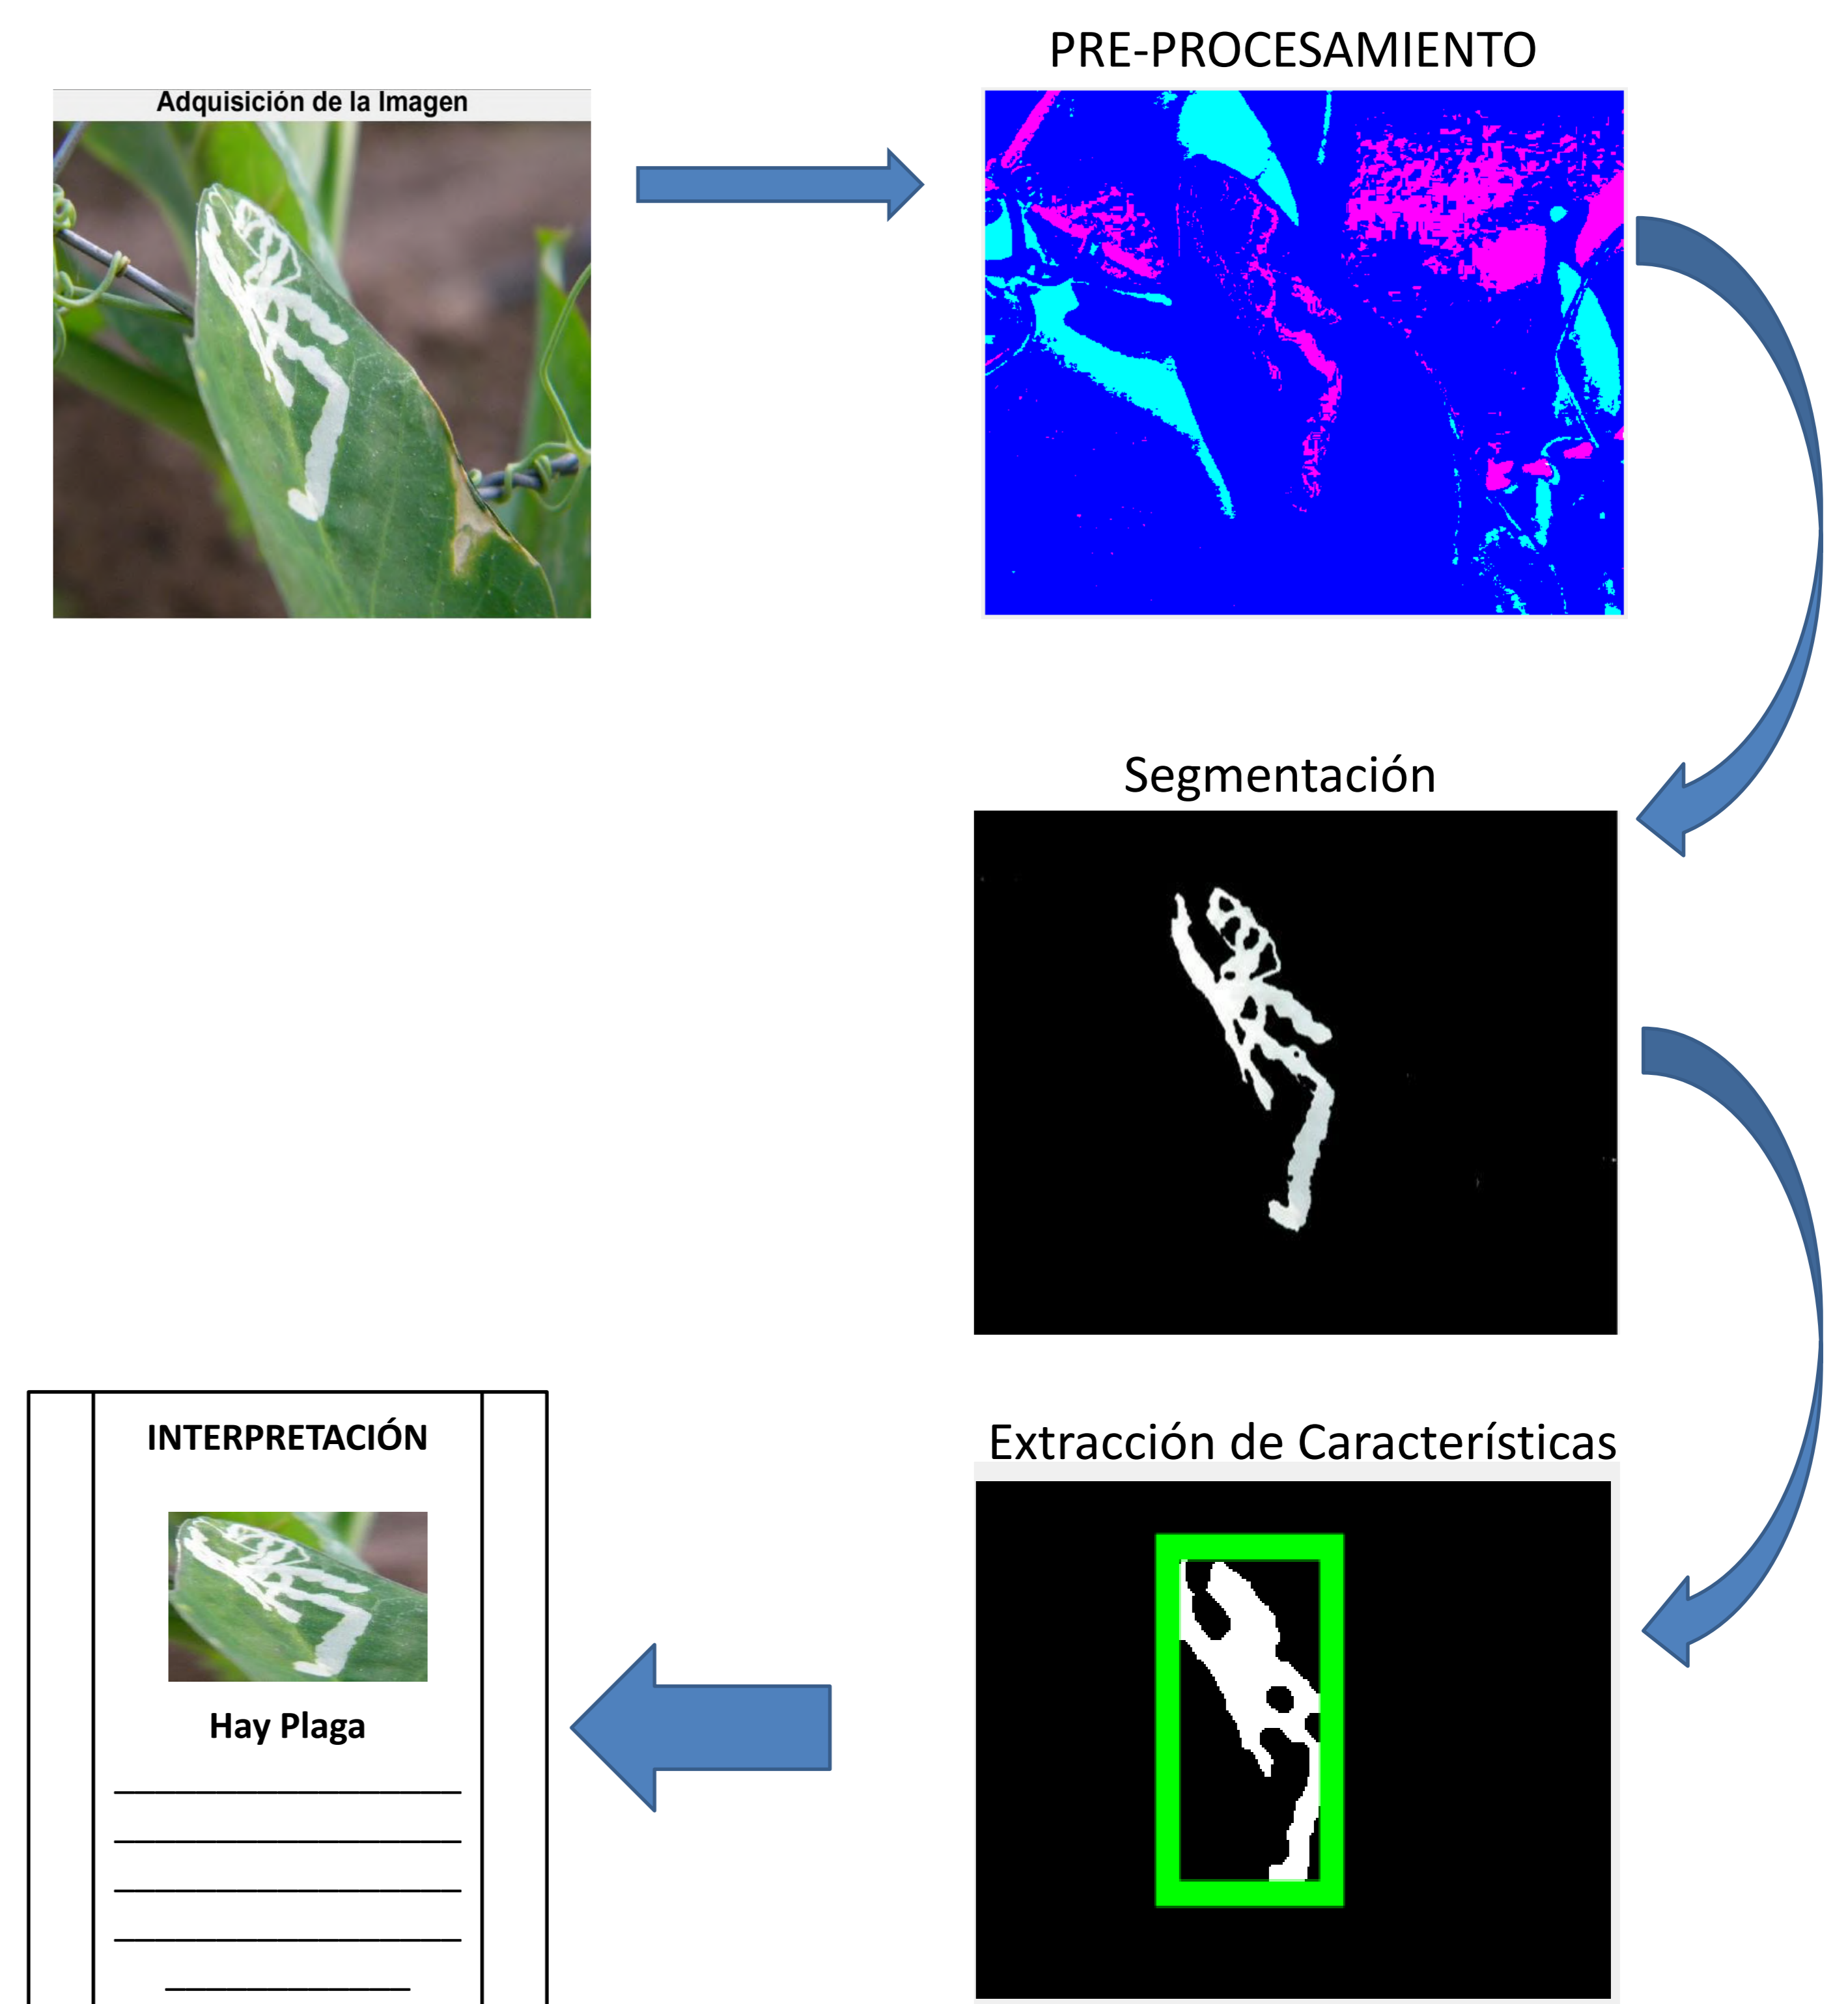 PRE-PROCESAMIENTO
Adquisición de la Imagen
Segmentación
Extracción de Características
INTERPRETACIÓN
Hay Plaga